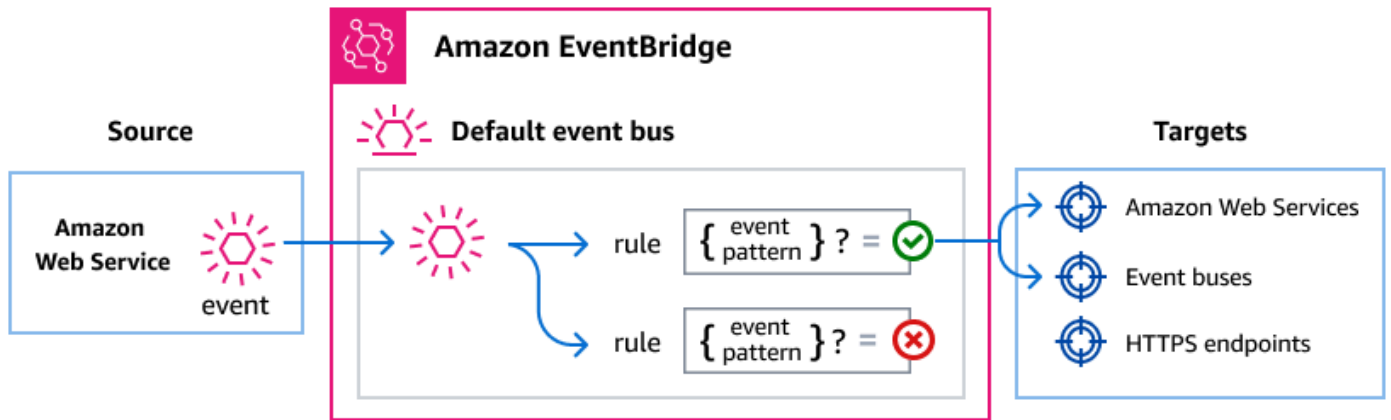 Amazon EventBridge
Source
Default event bus
Targets
Amazon
Web Service
event
rule { event pattern } ? =
rule { event pattern } ? =
Amazon Web Services
Event buses
HTTPS endpoints